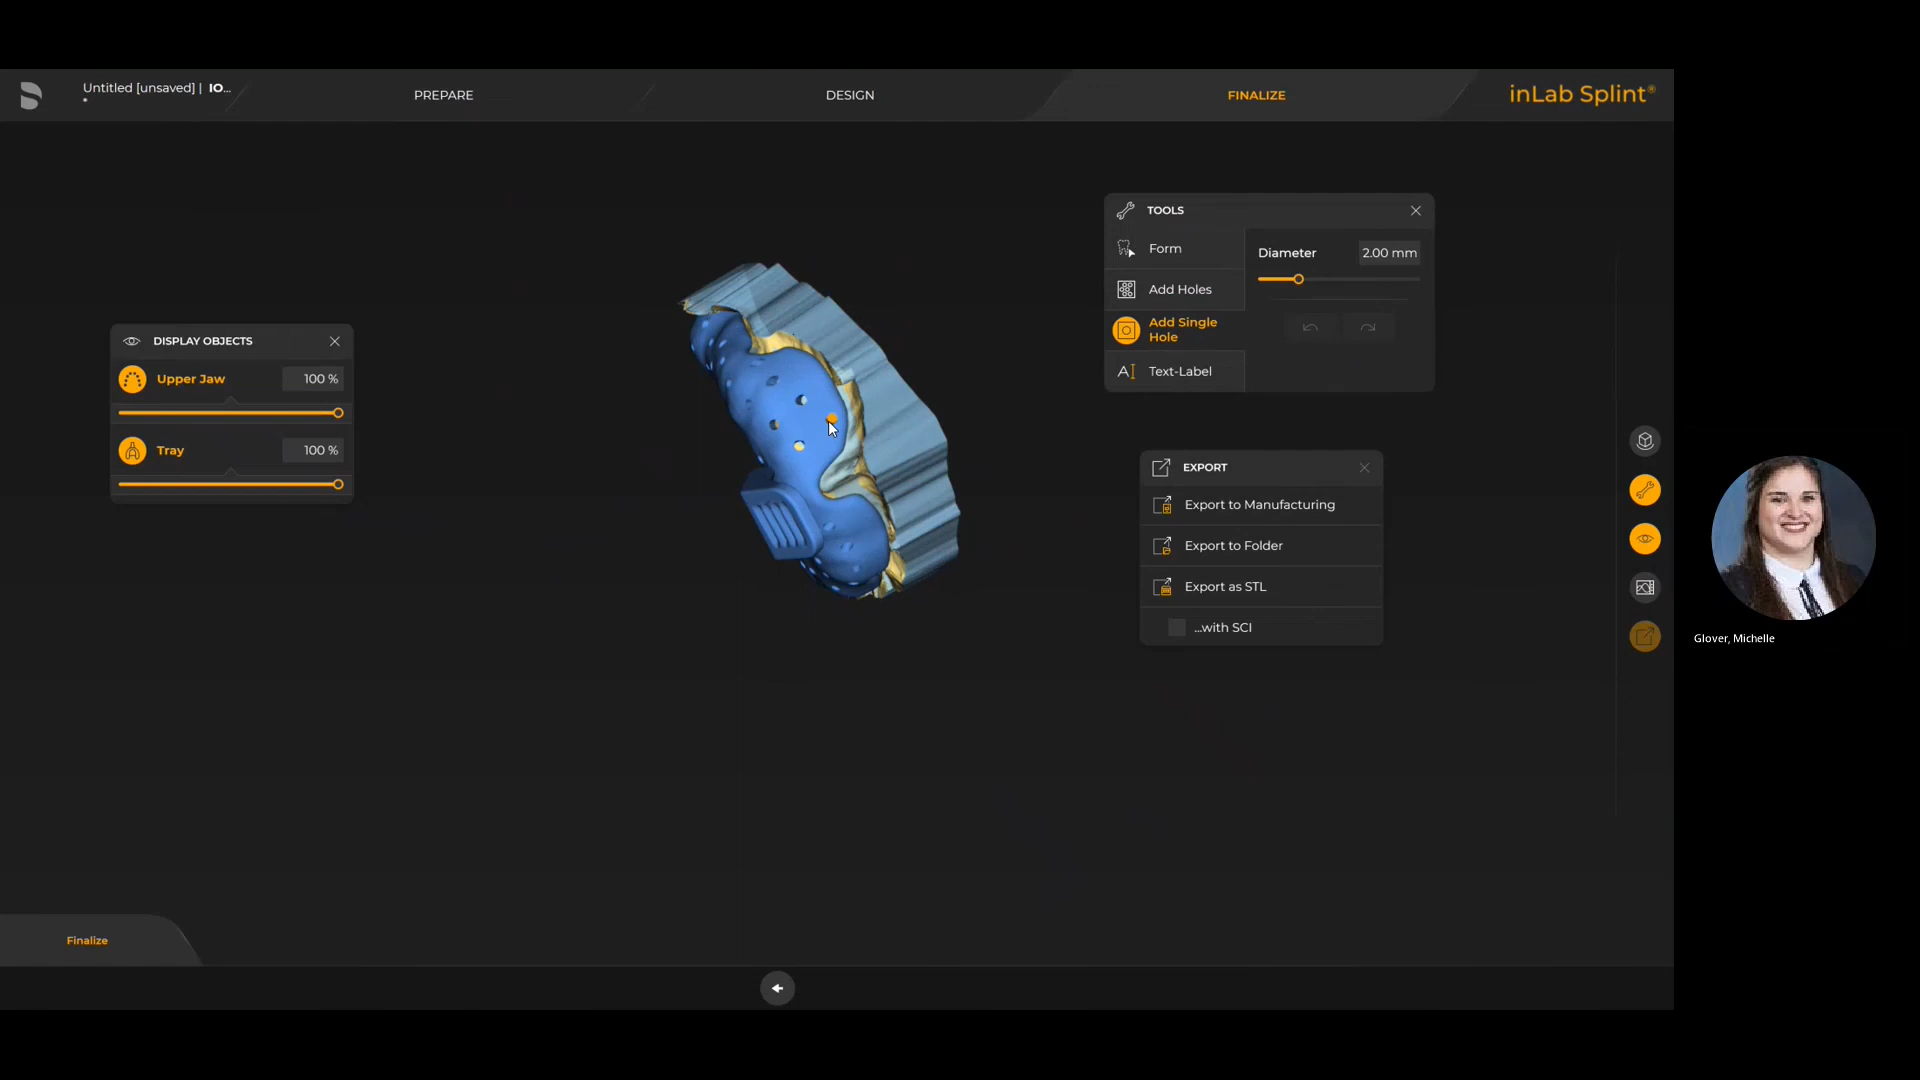 Untitled [unsaved] | IO...
*
PREPARE
DESIGN
FINALIZE
inLab Splint®
DISPLAY OBJECTS
Upper Jaw
100 %
Tray
100 %
TOOLS
Form
Add Holes
Add Single
Hole
Text-Label
Diameter
2.00 mm
EXPORT
Export to Manufacturing
Export to Folder
Export as STL
...with SCI
Glover, Michelle
Finalize